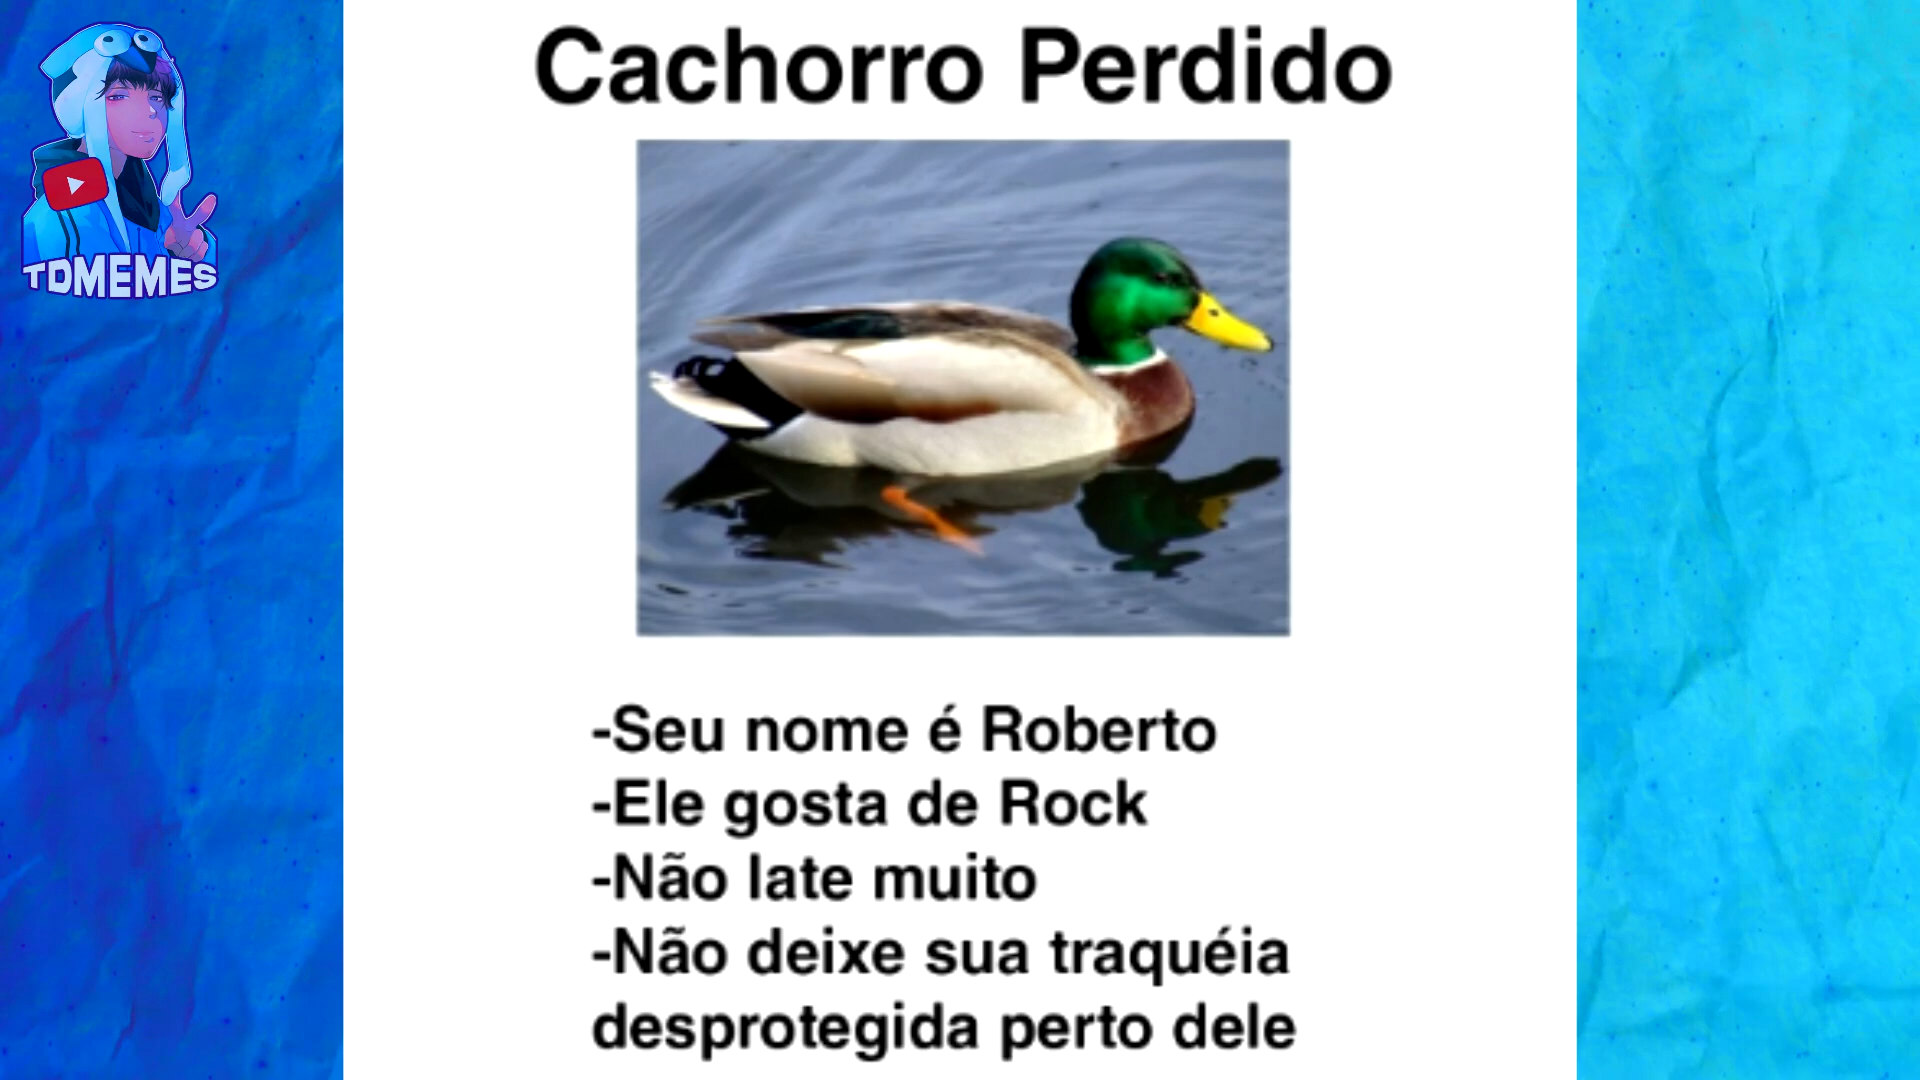 Cachorro Perdido
TDMEMES
-Seu nome é Roberto
-Ele gosta de Rock
-Não late muito
-Não deixe sua traquéia
desprotegida perto dele